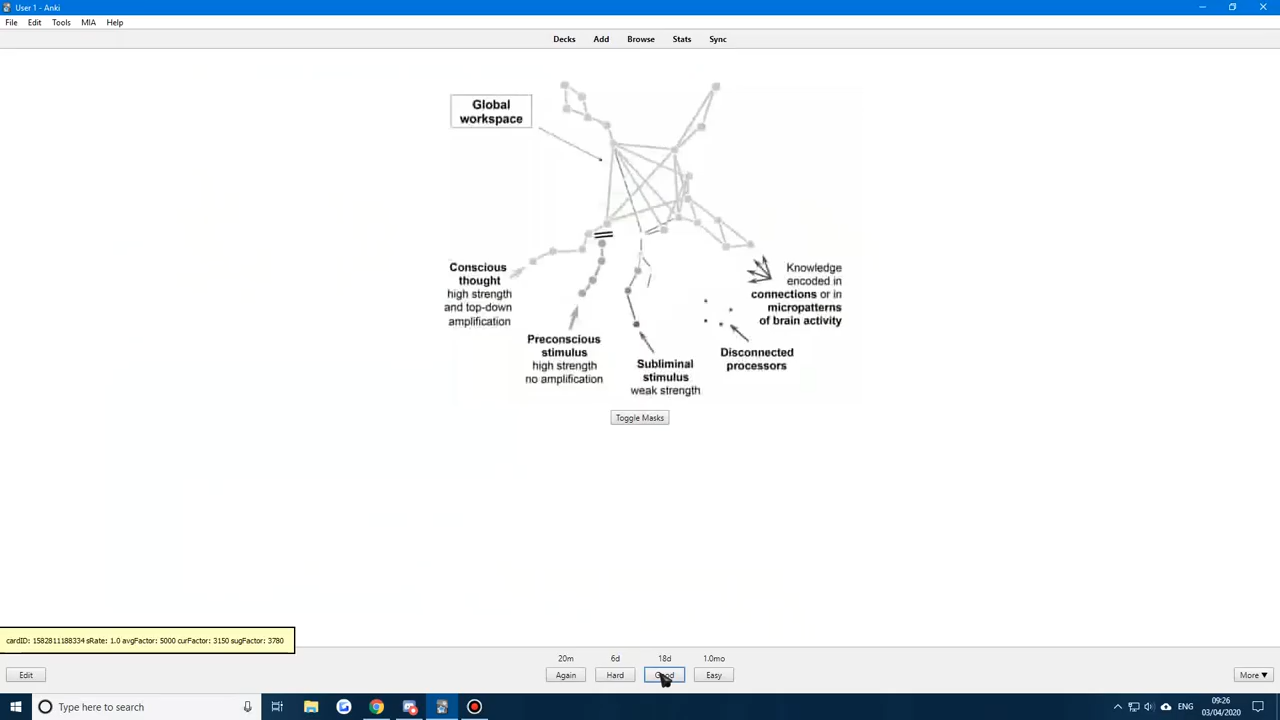 User 1 - Anki
File Edit Tools MIA Help
Decks Add Browse Stats Sync
Global
workspace
Conscious
thought
high strength
and top-down
amplification
Preconscious
stimulus
high strength
no amplification
Subliminal
stimulus
weak strength
Disconnected
processors
Knowledge
encoded in
connections or in
micropatterns
of brain activity
Toggle Masks
cardID: 1582811188334 sRate: 1.0 avgFactor: 5000 curFactor: 3150 sugFactor: 3780
20m 6d 18d 1.0mo
Edit Again Hard Good Easy More ▼
Type here to search
ENG
09:26
03/04/2020